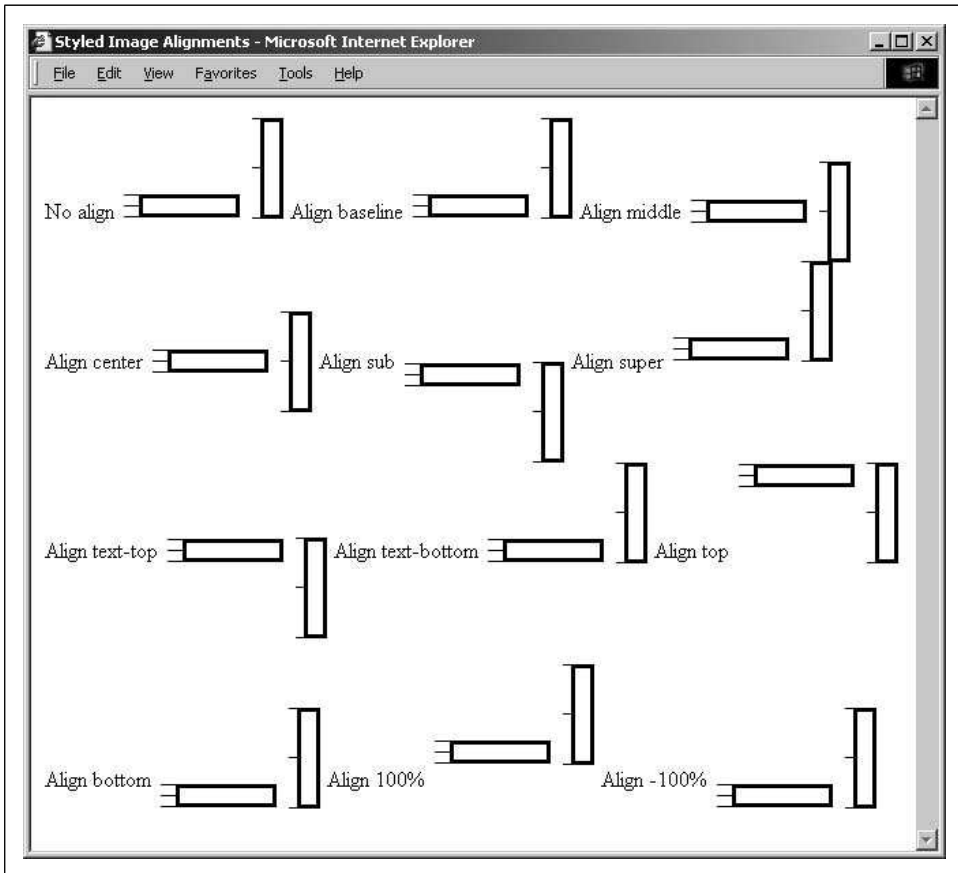 Styled Image Alignments - Microsoft Internet Explorer
File Edit View Favorites Tools Help
No align Align baseline Align middle
Align center Align sub Align super
Align text-top Align text-bottom Align top
Align bottom Align 100% Align -100%